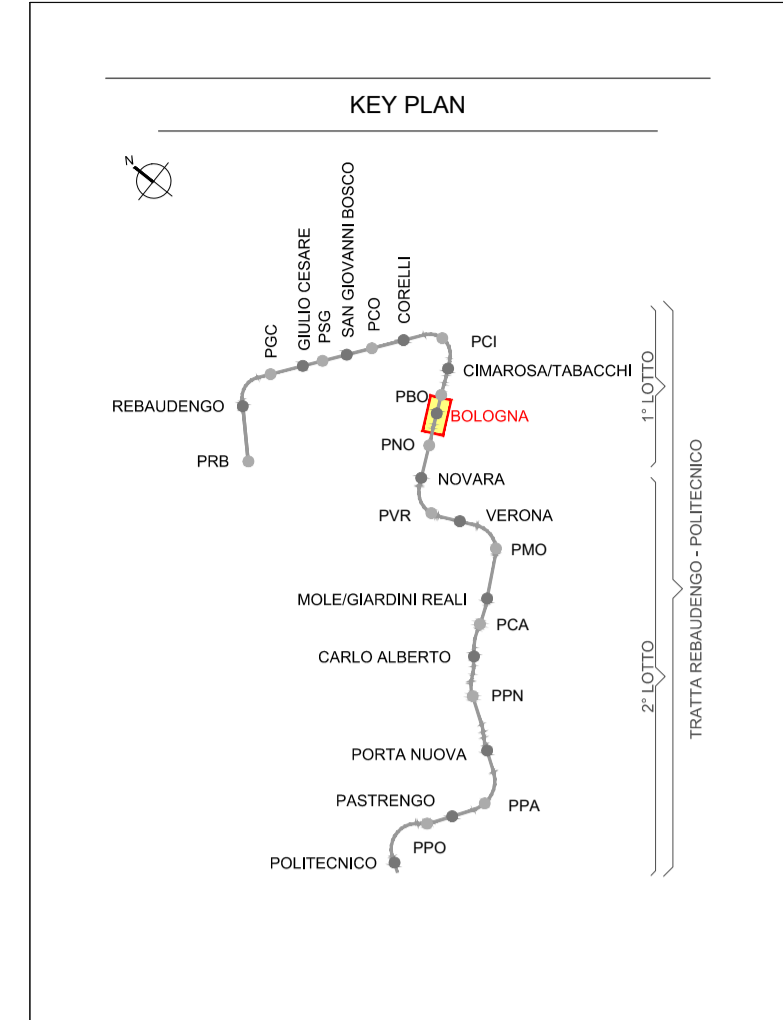 KEY PLAN
N
PGC
GIULIO CESARE
PSG
SAN GIOVANNI BOSCO
PCO
CORELLI
PCI
CIMAROSA/TABACCHI
REBAUDENGO
PBO
BOLOGNA
1° LOTTO
PNO
PRB
NOVARA
PVR
VERONA
PMO
TRATTA REBAUDENGO - POLITECNICO
MOLE/GIARDINI REALI
PCA
CARLO ALBERTO
2° LOTTO
PPN
PORTA NUOVA
PASTRENGO
PPA
PPO
POLITECNICO